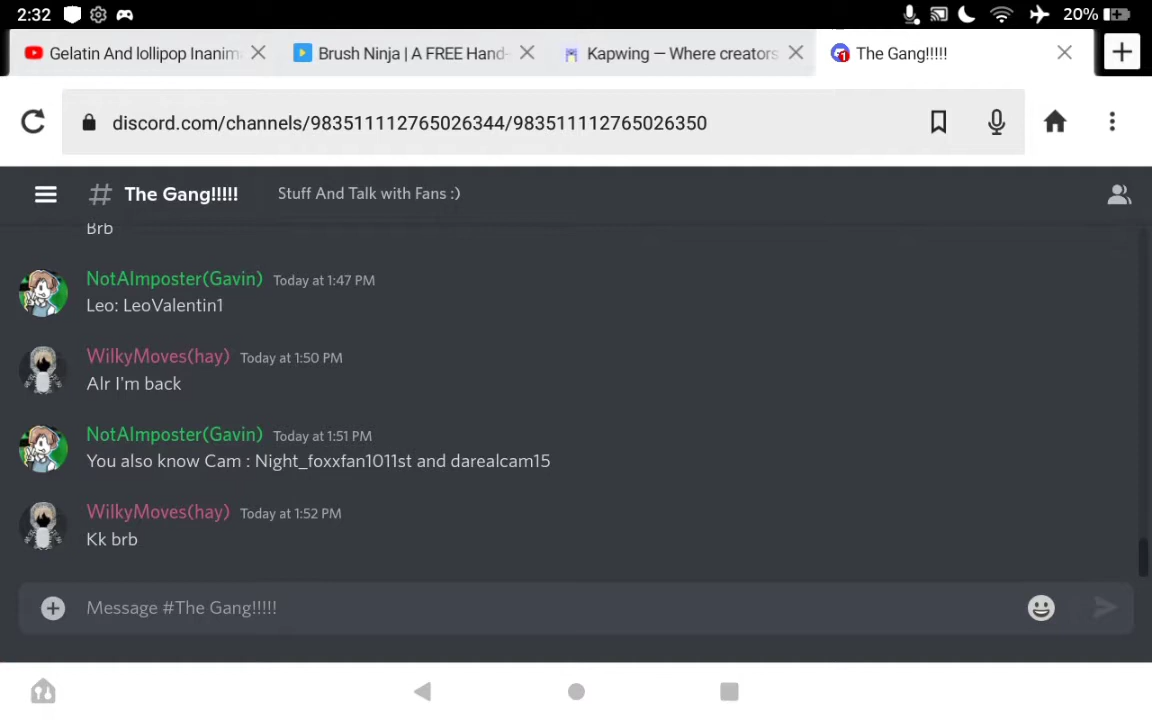 2:32
20%
Gelatin And lollipop Inanim
Brush Ninja | A FREE Hand-
Kapwing — Where creators
The Gang!!!!!
discord.com/channels/983511112765026344/983511112765026350
The Gang!!!!! Stuff And Talk with Fans :)
Brb
NotAImposter(Gavin) Today at 1:47 PM
Leo: LeoValentin1
WilkyMoves(hay) Today at 1:50 PM
Alr I'm back
NotAImposter(Gavin) Today at 1:51 PM
You also know Cam : Night_foxxfan1011st and darealcam15
WilkyMoves(hay) Today at 1:52 PM
Kk brb
Message #The Gang!!!!!